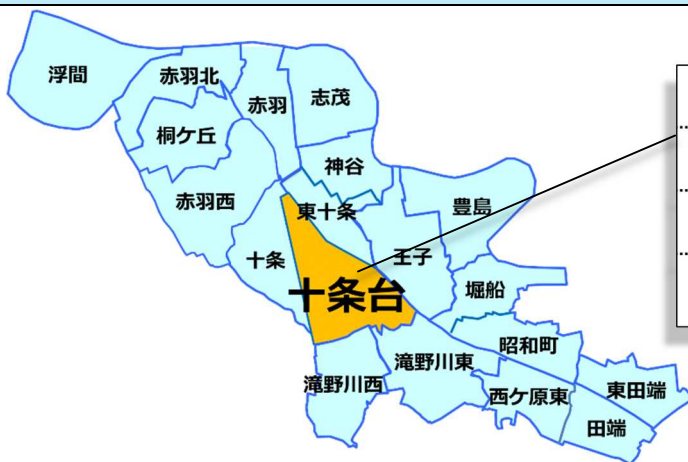 浮間
赤羽北
赤羽
志茂
桐ケ丘
神谷
赤羽西
東十条
豊島
十条
王子
十条台
堀船
昭和町
滝野川西
滝野川東
西ケ原東
東田端
田端